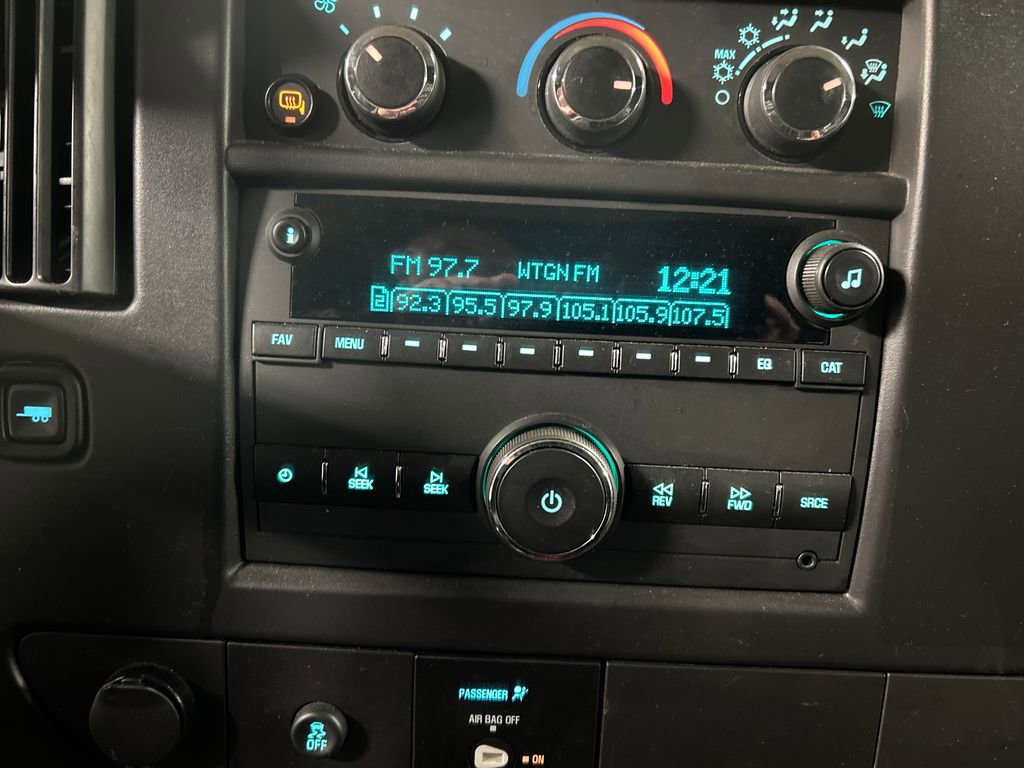 MAX
FM 97.7 WTGN FM 12:21
2 92.3 95.5 97.9 105.1 105.9 107.5
FAV MENU EQ CAT
SEEK SEEK REV FWD SRCE
PASSENGER
AIR BAG OFF
OFF
ON